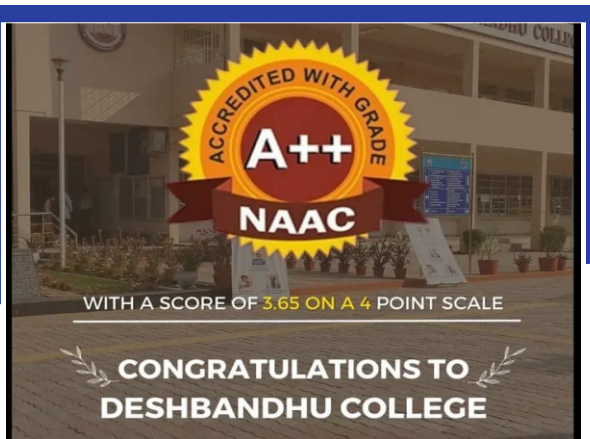 ACCREDITED WITH GRADE
A++
NAAC
WITH A SCORE OF 3.65 ON A 4 POINT SCALE
CONGRATULATIONS TO
DESHBANDHU COLLEGE